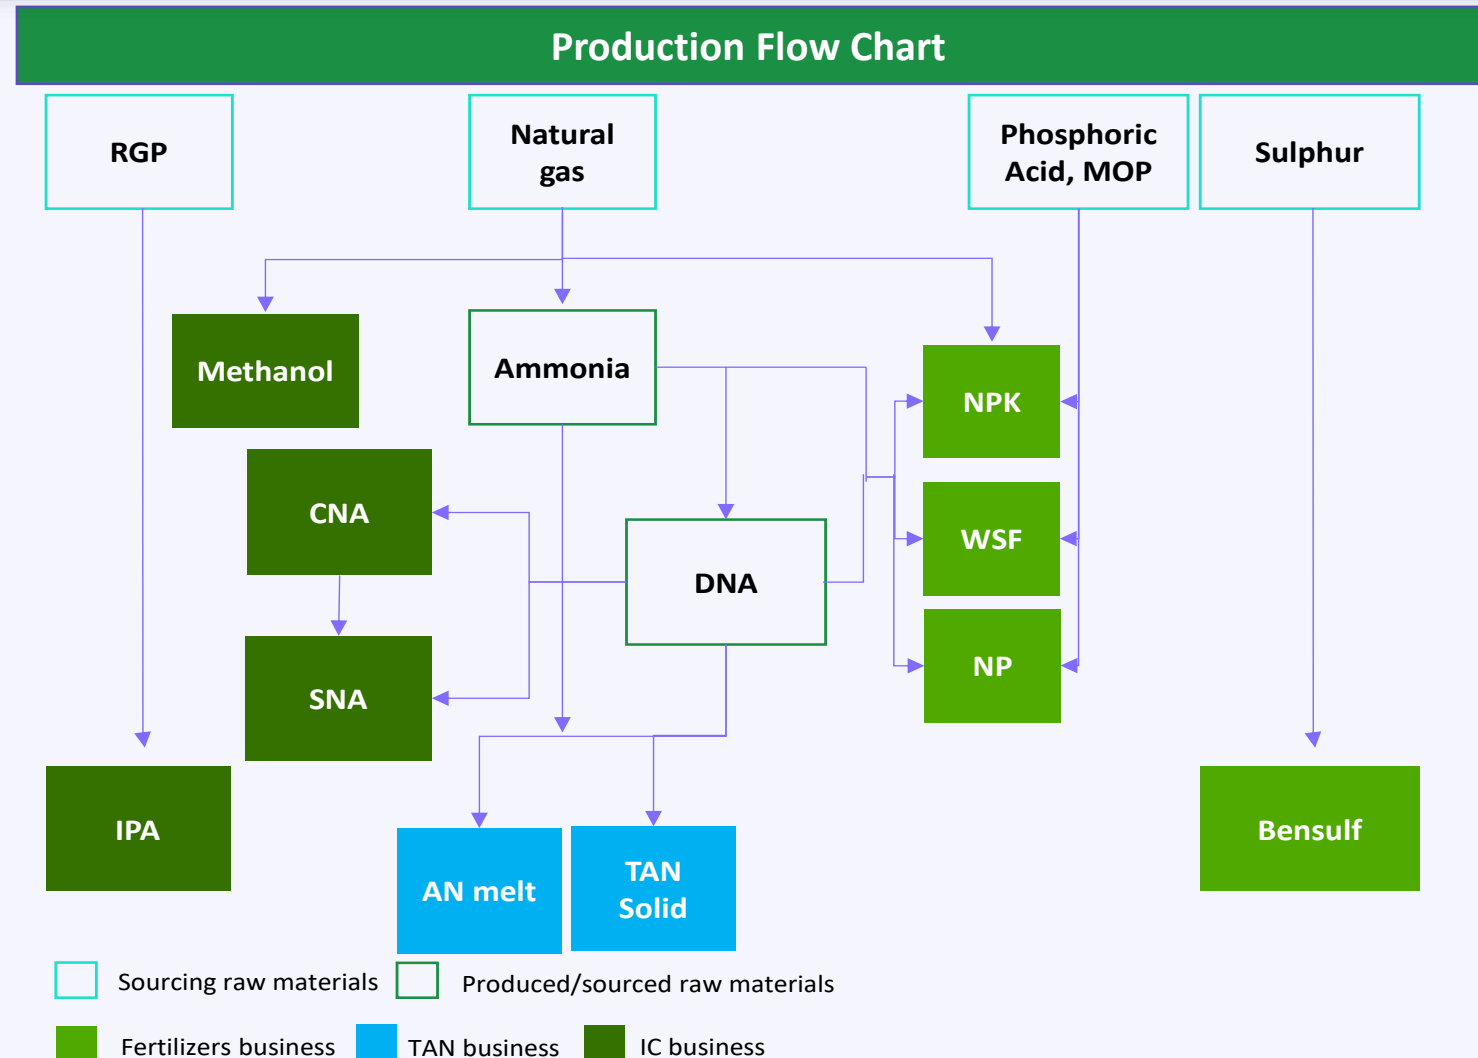 Production Flow Chart
RGP
Natural
gas
Phosphoric
Acid, MOP
Sulphur
Methanol
Ammonia
NPK
CNA
WSF
DNA
NP
SNA
IPA
Bensulf
AN melt
TAN
Solid
Sourcing raw materials
Produced/sourced raw materials
Fertilizers business
TAN business
IC business